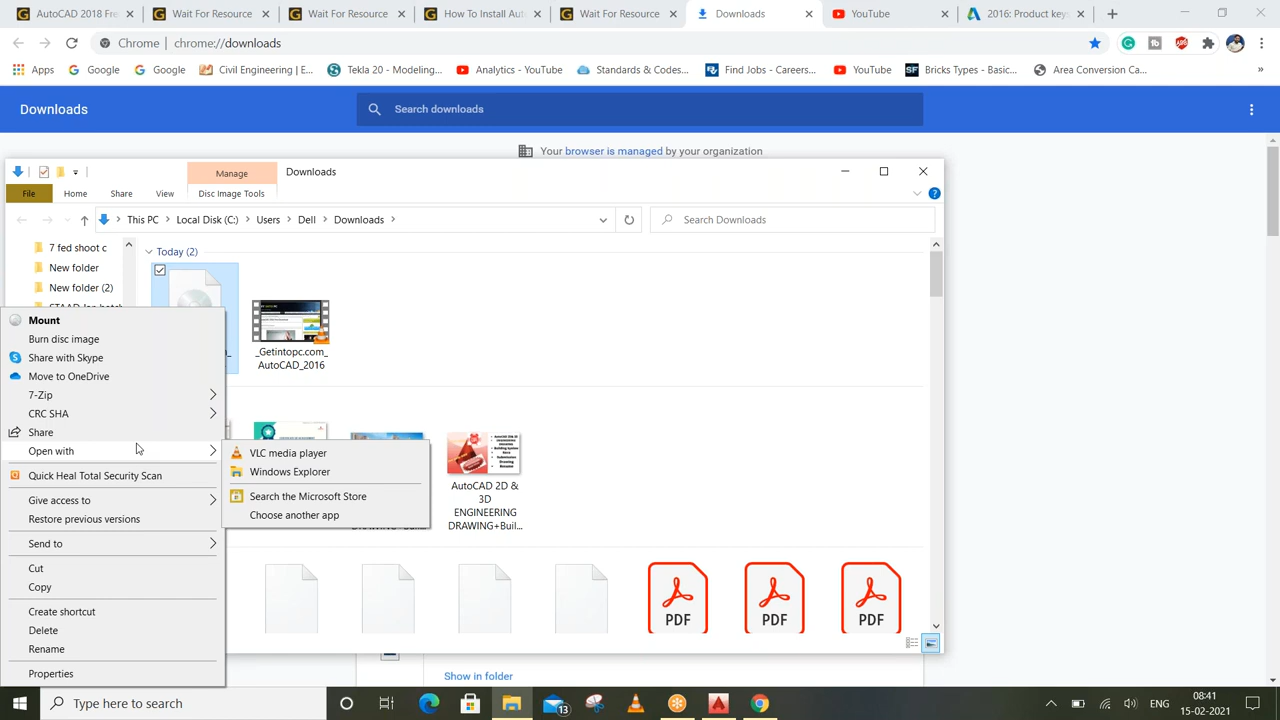 AutoCAD 2018 Fre
Wait For Resource
Wait For Resource
How To Install Aut
Wait For Resource
Downloads
YouTube
2016: Product key
Chrome | chrome://downloads
Apps
Google
Google
Civil Engineering | E...
Tekla 20 - Modeling...
Analytics - YouTube
Standards & Codes...
Find Jobs - Careers...
YouTube
Bricks Types - Basic...
Area Conversion Ca...
»
Downloads
Search downloads
Your browser is managed by your organization
Manage
Downloads
File
Home
Share
View
Disc Image Tools
This PC
Local Disk (C:)
Users
Dell
Downloads
Search Downloads
7 fed shoot c
New folder
New folder (2)
Today (2)
_Getintopc.com_
AutoCAD_2016
Mount
Burn disc image
Share with Skype
Move to OneDrive
7-Zip
CRC SHA
Share
Open with
Quick Heal Total Security Scan
Give access to
Restore previous versions
Send to
Cut
Copy
Create shortcut
Delete
Rename
Properties
VLC media player
Windows Explorer
Search the Microsoft Store
Choose another app
AutoCAD 2D &
3D
ENGINEERING
DRAWING+Buil...
PDF
PDF
PDF
Show in folder
Type here to search
13
ENG
08:41
15-02-2021